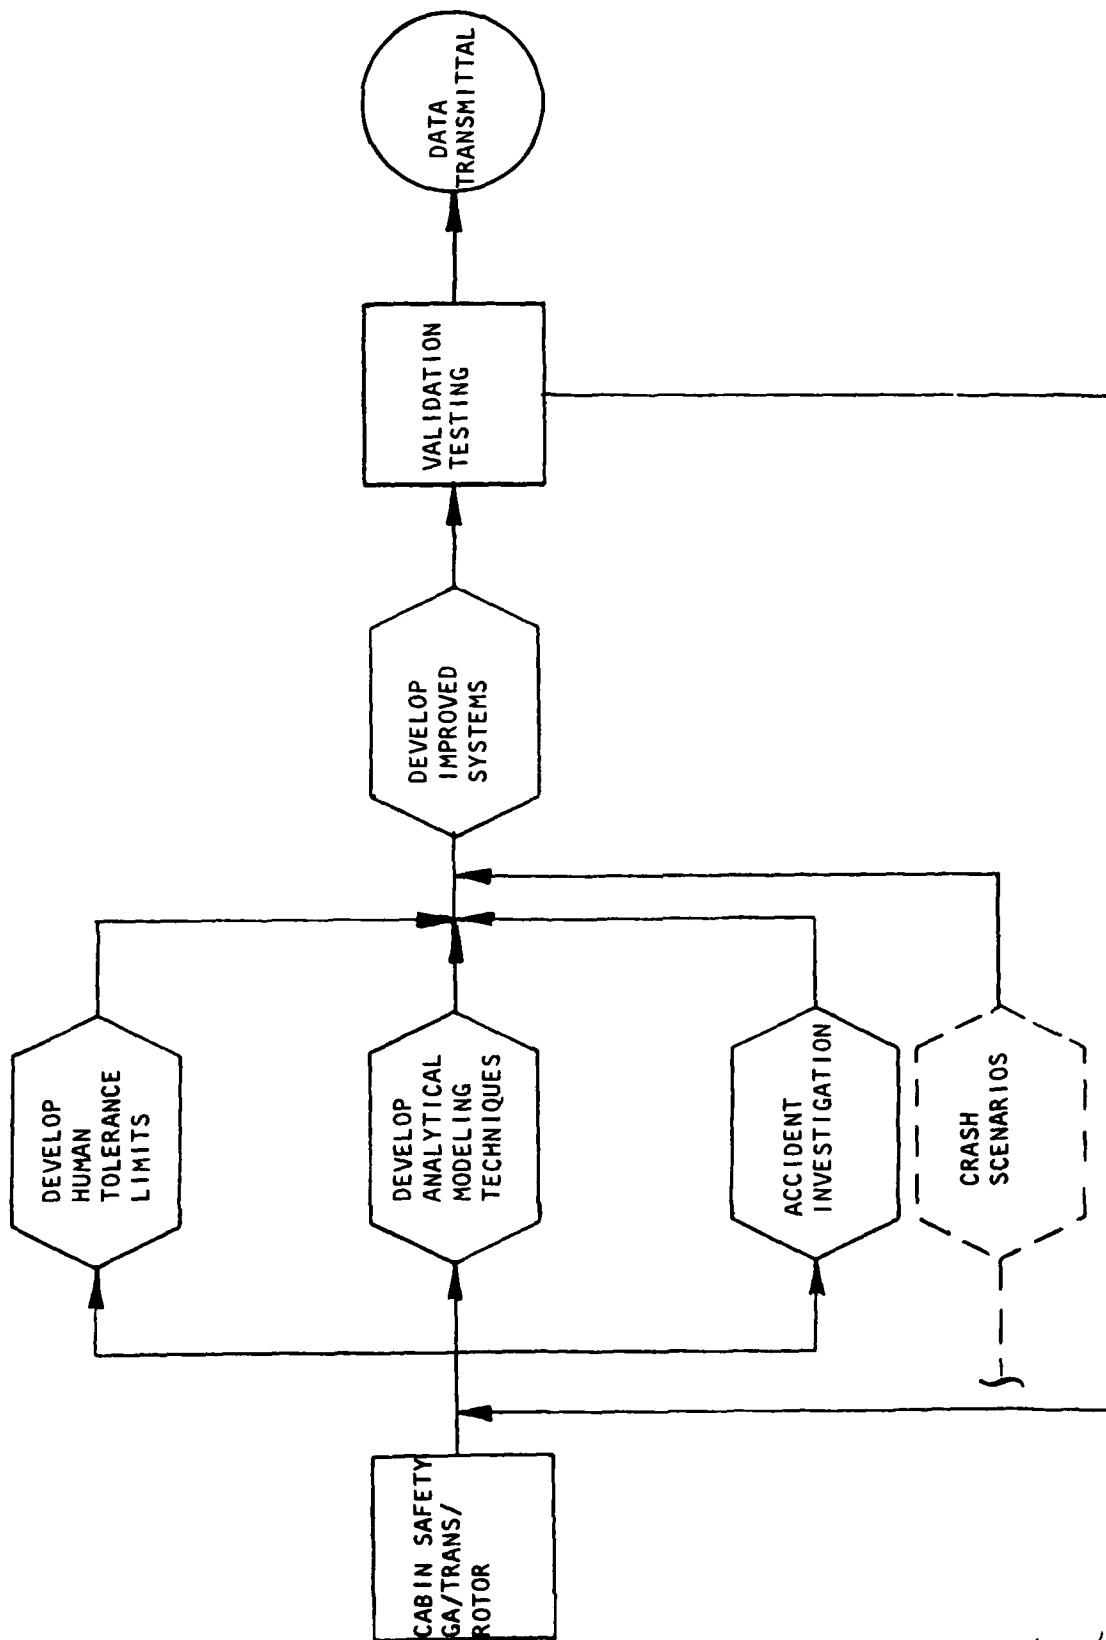 CABIN SAFETY
GA/TRANS/
ROTOR
DEVELOP
HUMAN
TOLERANCE
LIMITS
DEVELOP
ANALYTICAL
MODELING
TECHNIQUES
ACCIDENT
INVESTIGATION
CRASH
SCENARIOS
DEVELOP
IMPROVED
SYSTEMS
VALIDATION
TESTING
DATA
TRANSMITTAL